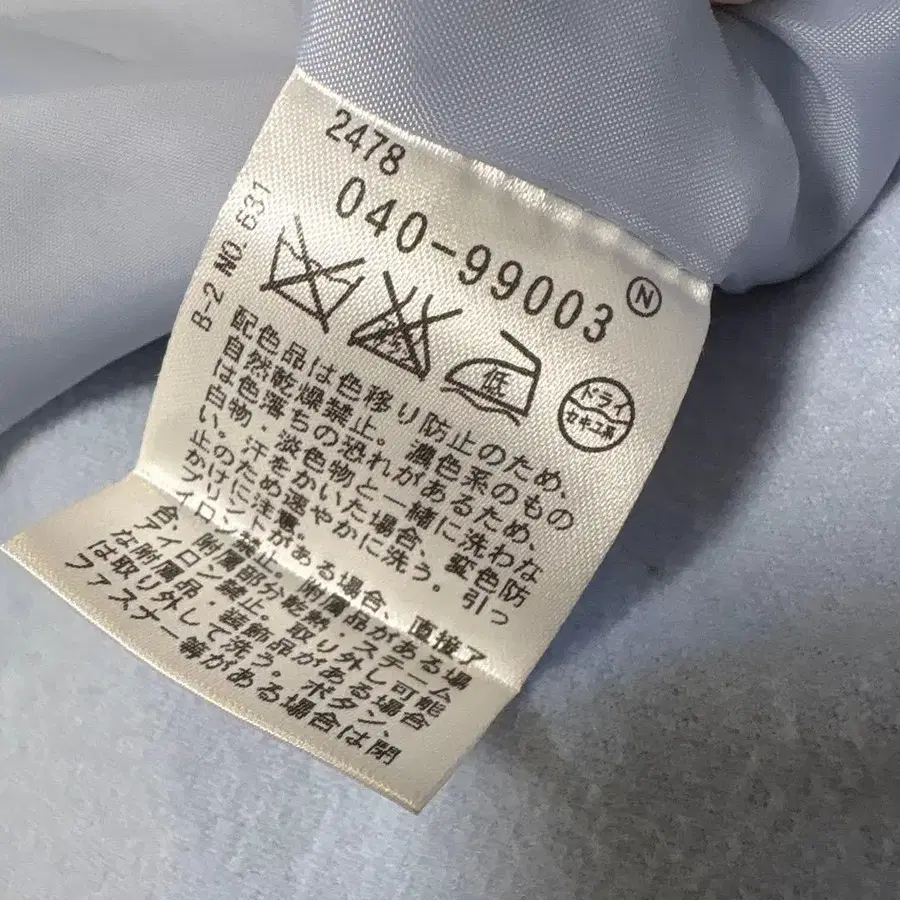 2478
040-99003 Ⓝ
B-2 NO.631
低
ドライ
セキユ系
配色品は色移り防止のため、
自然乾燥禁止。濃色系のもの
は色落ちの恐れがあるため、
白物・淡色物と一緒に洗わな
い。汗をかいた場合、変色防
止のため速やかに洗う。引っ
かけに注意。
プリントがある場合、直接ア
イロン禁止。附属品がある場
合、附属部分乾熱・スチーム
アイロン禁止。取り外し可能
な附属品・装飾品がある場合
は取り外して洗う。ボタン、
ファスナー等がある場合は閉